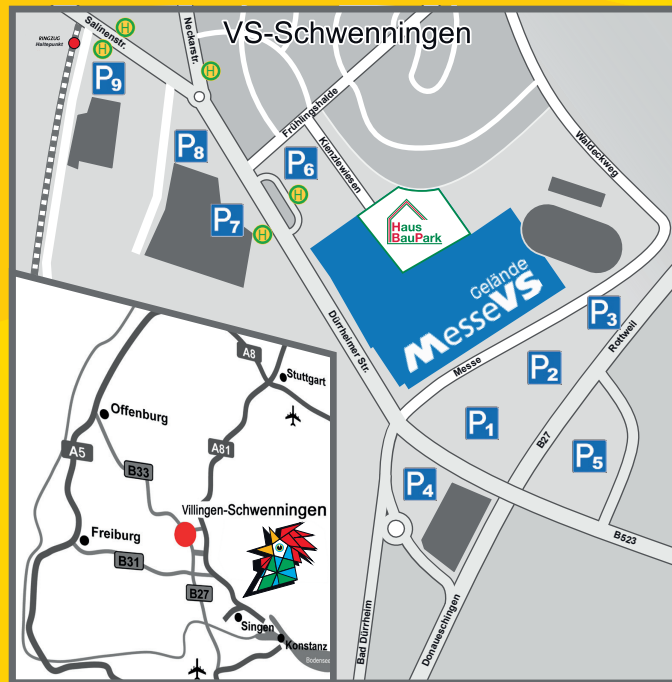 VS-Schwenningen
RINGZUG
Haltepunkt
Salinenstr.
Neckarstr.
H
H
H
P9
P8
P7
P6
H
H
Frühlingshalde
Kienzlewiesen
Waldeckweg
Haus
BauPark
Gelände
MesseVS
Dürrheimer Str.
Messe
Rottweil
P3
P2
P1
B27
P5
P4
B523
Bad Dürrheim
Donaueschingen
A8
Stuttgart
Offenburg
A5
A81
B33
Villingen-Schwenningen
Freiburg
B31
B27
Singen
Konstanz
Bodensee